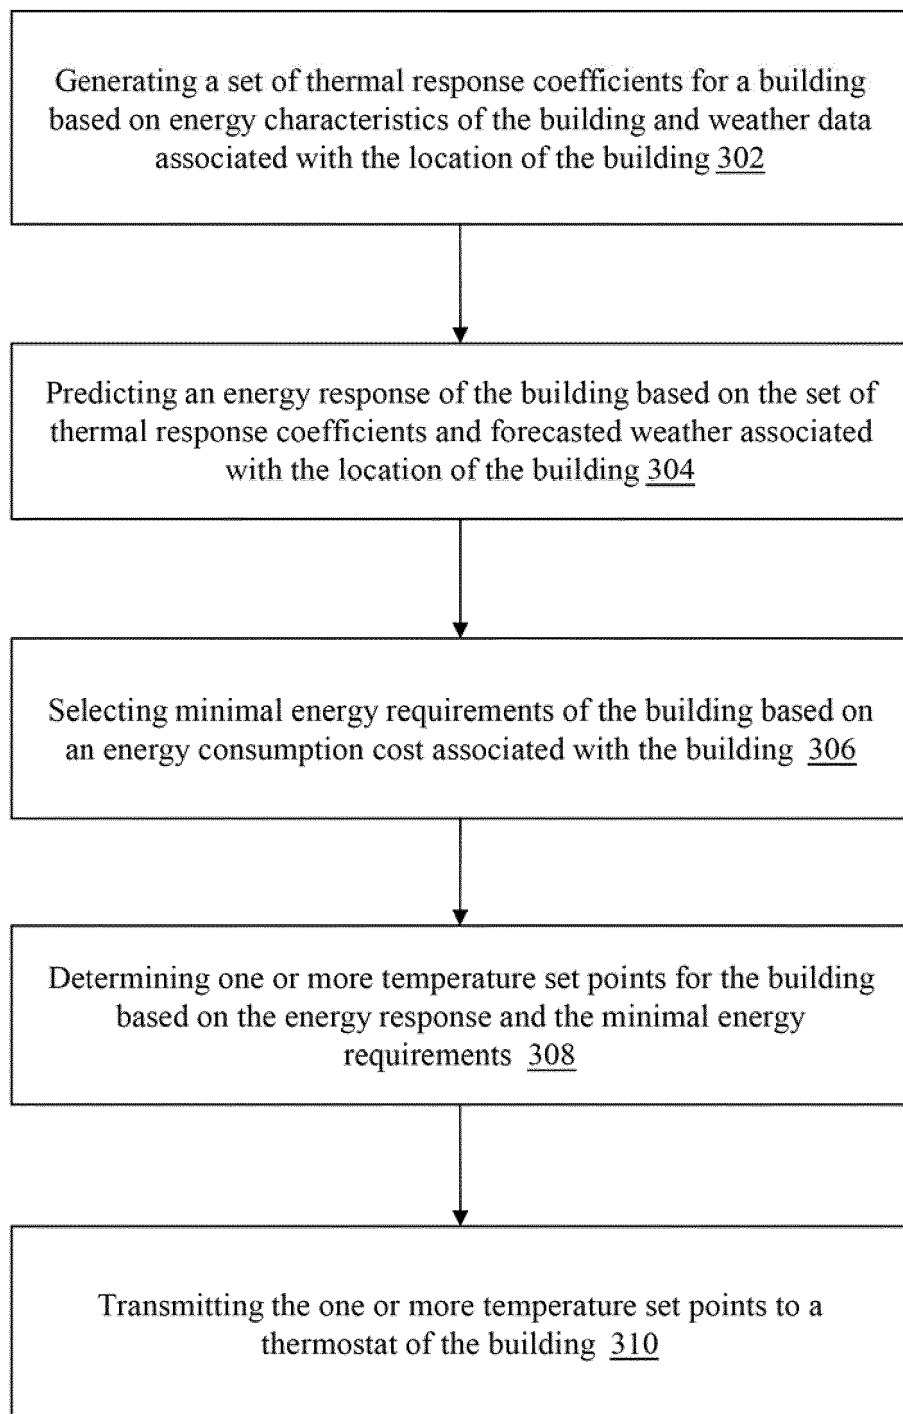 Generating a set of thermal response coefficients for a building
based on energy characteristics of the building and weather data
associated with the location of the building 302
Predicting an energy response of the building based on the set of
thermal response coefficients and forecasted weather associated
with the location of the building 304
Selecting minimal energy requirements of the building based on
an energy consumption cost associated with the building 306
Determining one or more temperature set points for the building
based on the energy response and the minimal energy
requirements 308
Transmitting the one or more temperature set points to a
thermostat of the building 310